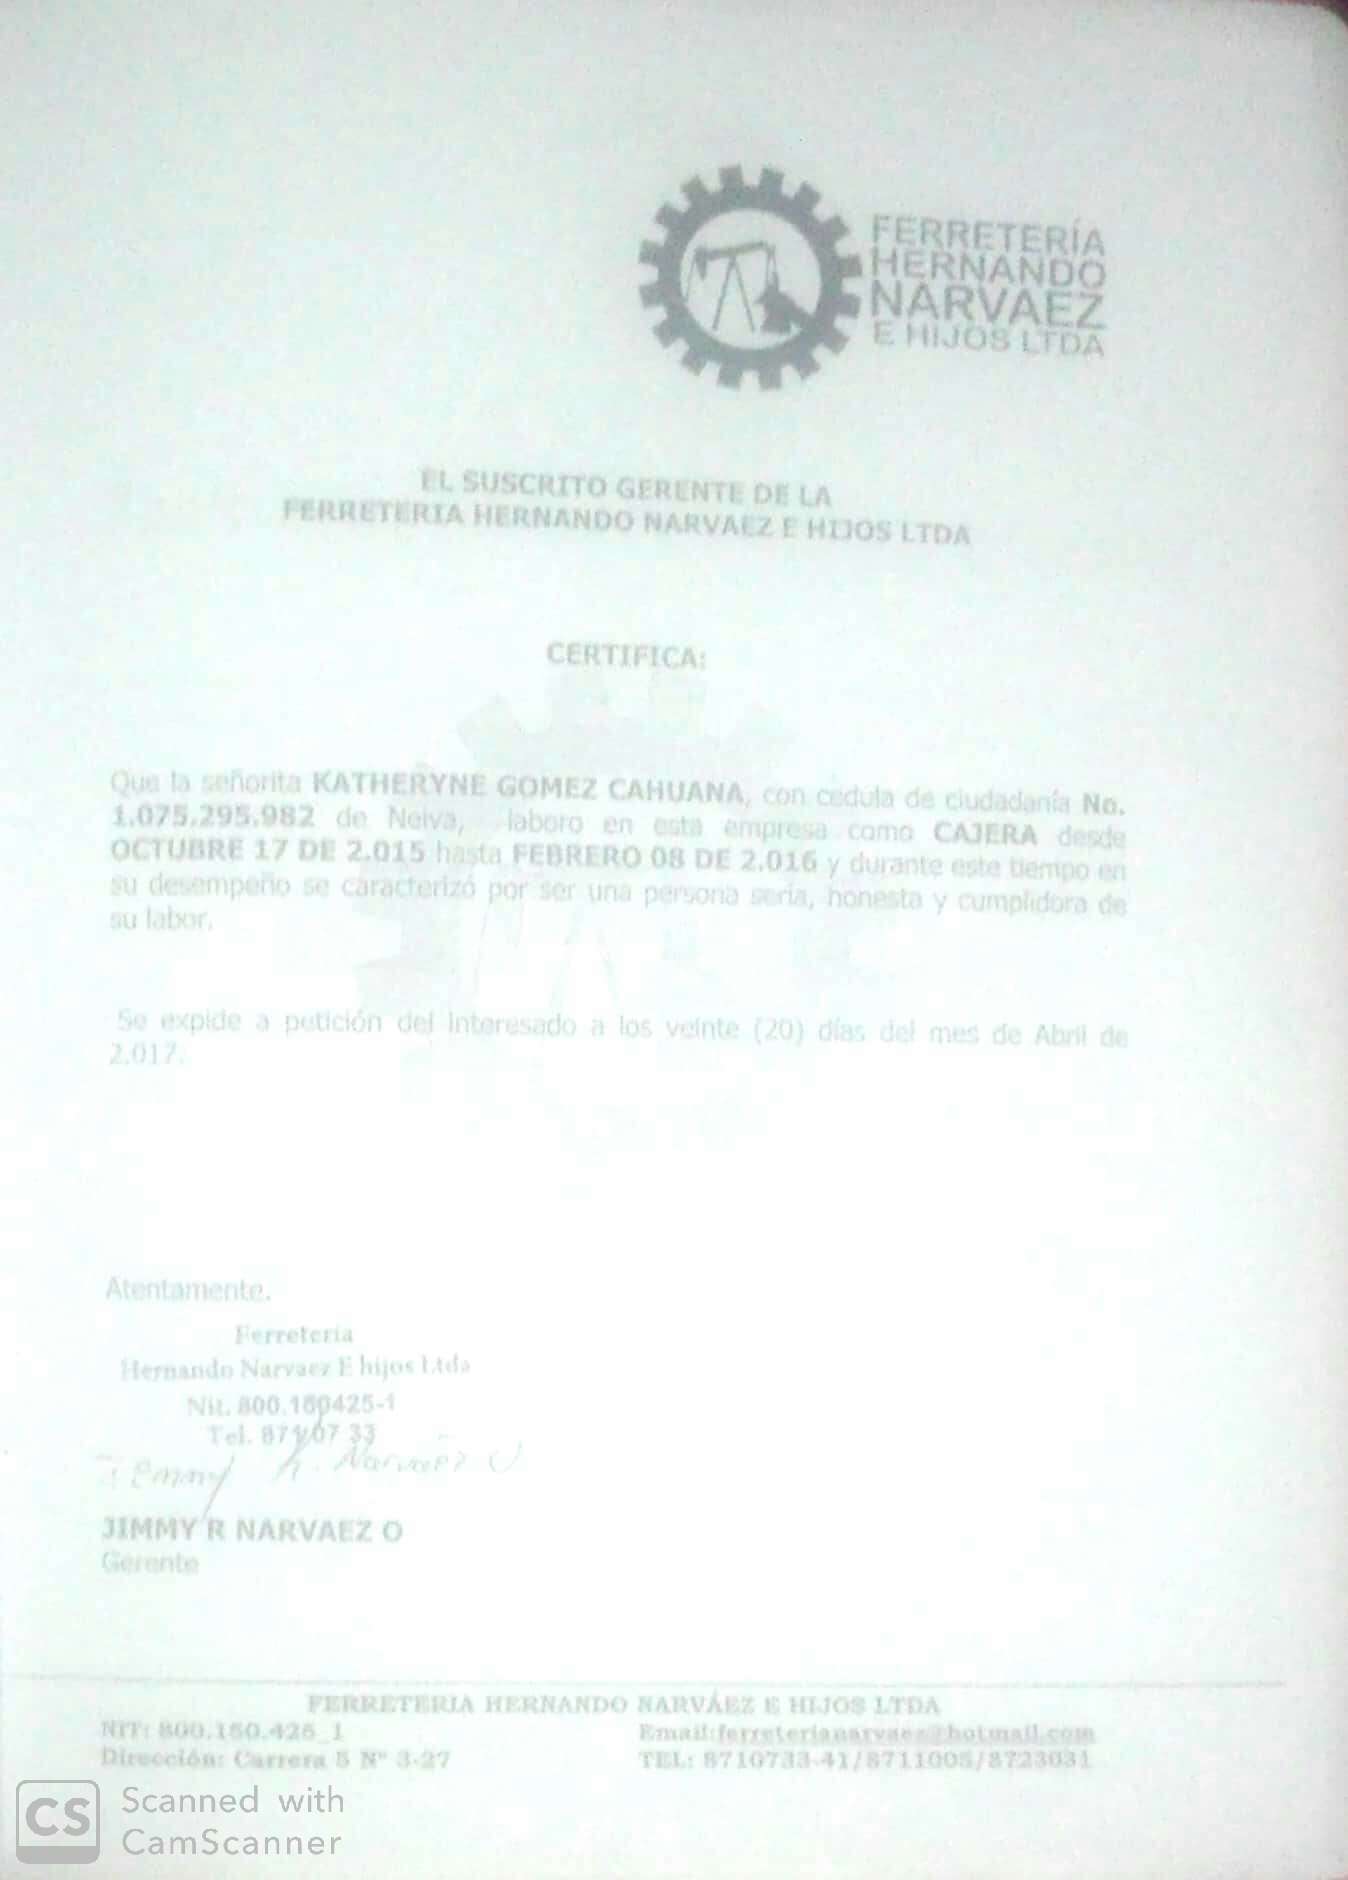 FERRETERÍA
HERNANDO
NARVAEZ
E HIJOS LTDA
EL SUSCRITO GERENTE DE LA
FERRETERIA HERNANDO NARVAEZ E HIJOS LTDA
CERTIFICA:
Que la señorita KATHERYNE GOMEZ CAHUANA, con cedula de ciudadanía No.
1.075.295.982 de Neiva, laboro en esta empresa como CAJERA desde
OCTUBRE 17 DE 2.015 hasta FEBRERO 08 DE 2.016 y durante este tiempo en
su desempeño se caracterizó por ser una persona seria, honesta y cumplidora de
su labor.
Se expide a petición del interesado a los veinte (20) días del mes de Abril de
2.017.
Atentamente.
Ferreteria
Hernando Narvaez E hijos Ltda
Nit. 800.150425-1
Tel. 871 07 33
Jimmy R. Narvaez O
JIMMY R NARVAEZ O
Gerente
FERRETERIA HERNANDO NARVÁEZ E HIJOS LTDA
NIT: 800.150.425_1
Email:ferreterianarvaez@hotmail.com
Dirección: Carrera 5 Nº 3-27
TEL: 8710733-41/8711005/8723031
CS Scanned with
CamScanner